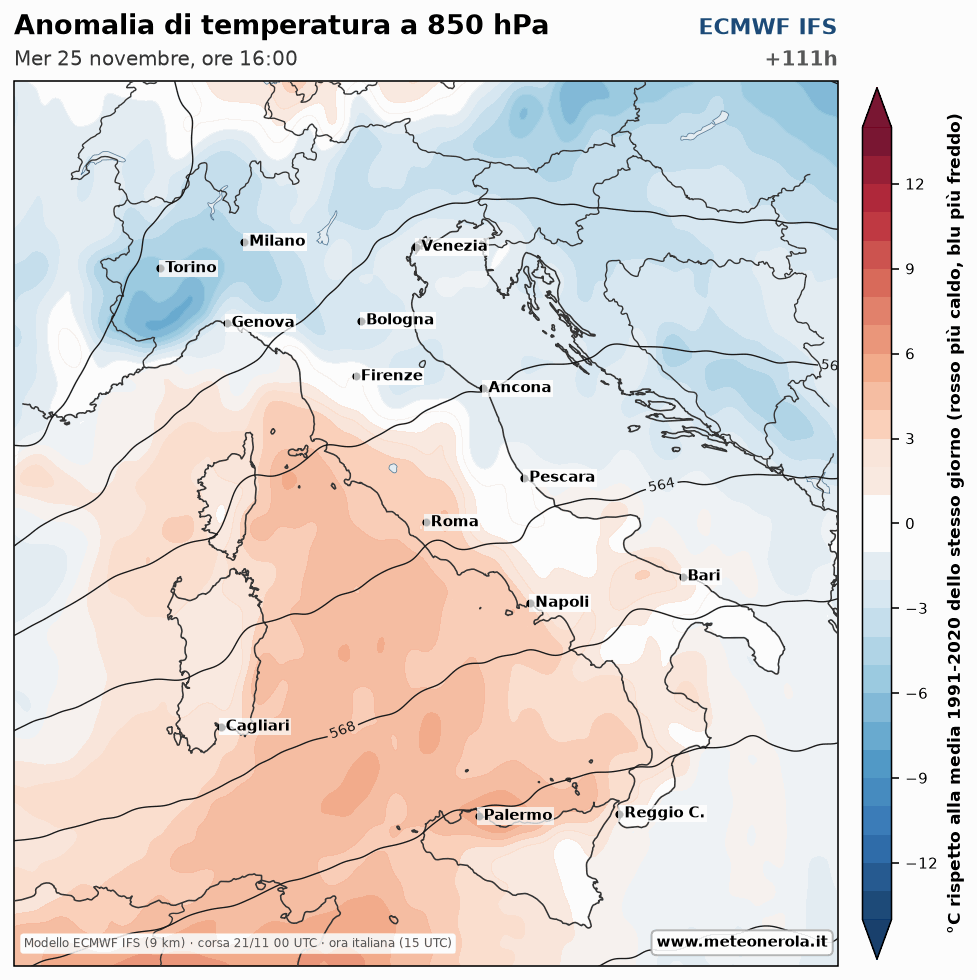 Anomalia di temperatura a 850 hPa
ECMWF IFS
Mer 25 novembre, ore 16:00
+111h
Milano
Venezia
Torino
Genova
Bologna
56
Firenze
Ancona
Pescara
564
Roma
Bari
Napoli
Cagliari
568
Palermo
Reggio C.
Modello ECMWF IFS (9 km) · corsa 21/11 00 UTC · ora italiana (15 UTC)
www.meteonerola.it
12
9
6
3
0
−3
−6
−9
−12
°C rispetto alla media 1991-2020 dello stesso giorno (rosso più caldo, blu più freddo)